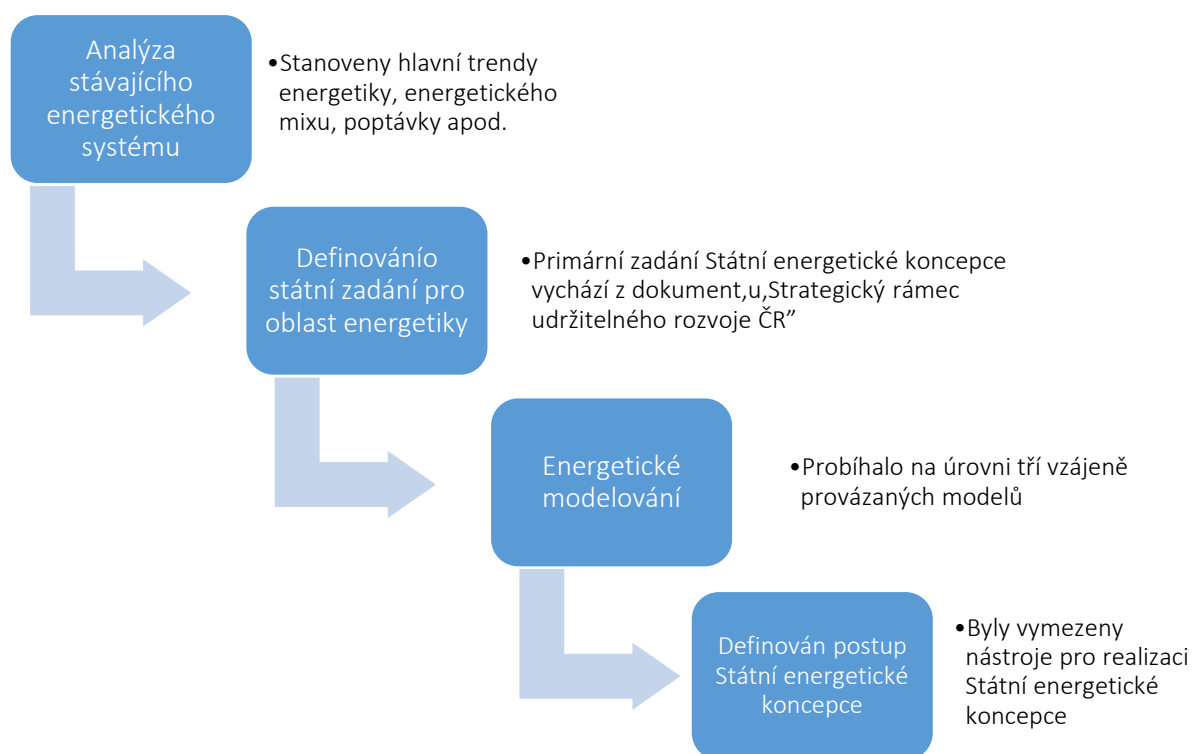 Analýza
stávajícího
energetického
systému
•Stanoveny hlavní trendy
energetiky, energetického
mixu, poptávky apod.
Definovánío
státní zadání pro
oblast energetiky
•Primární zadání Státní energetické koncepce
vychází z dokument,u,Strategický rámec
udržitelného rozvoje ČR”
Energetické
modelování
•Probíhalo na úrovni tří vzájeně
provázaných modelů
Definován postup
Státní energetické
koncepce
•Byly vymezeny
nástroje pro realizaci
Státní energetické
koncepce